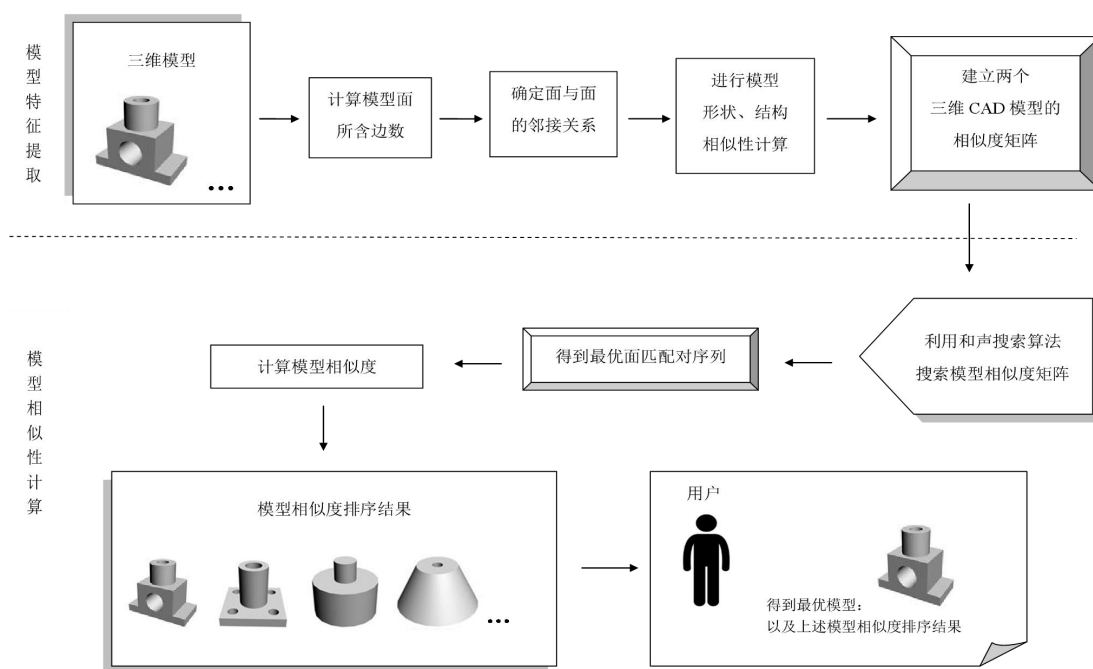 模型特征提取
三维模型
...
计算模型面
所含边数
确定面与面
的邻接关系
进行模型
形状、结构
相似性计算
建立两个
三维 CAD 模型的
相似度矩阵
模型相似性计算
利用和声搜索算法
搜索模型相似度矩阵
得到最优面匹配对序列
计算模型相似度
模型相似度排序结果
...
用户
得到最优模型:
以及上述模型相似度排序结果